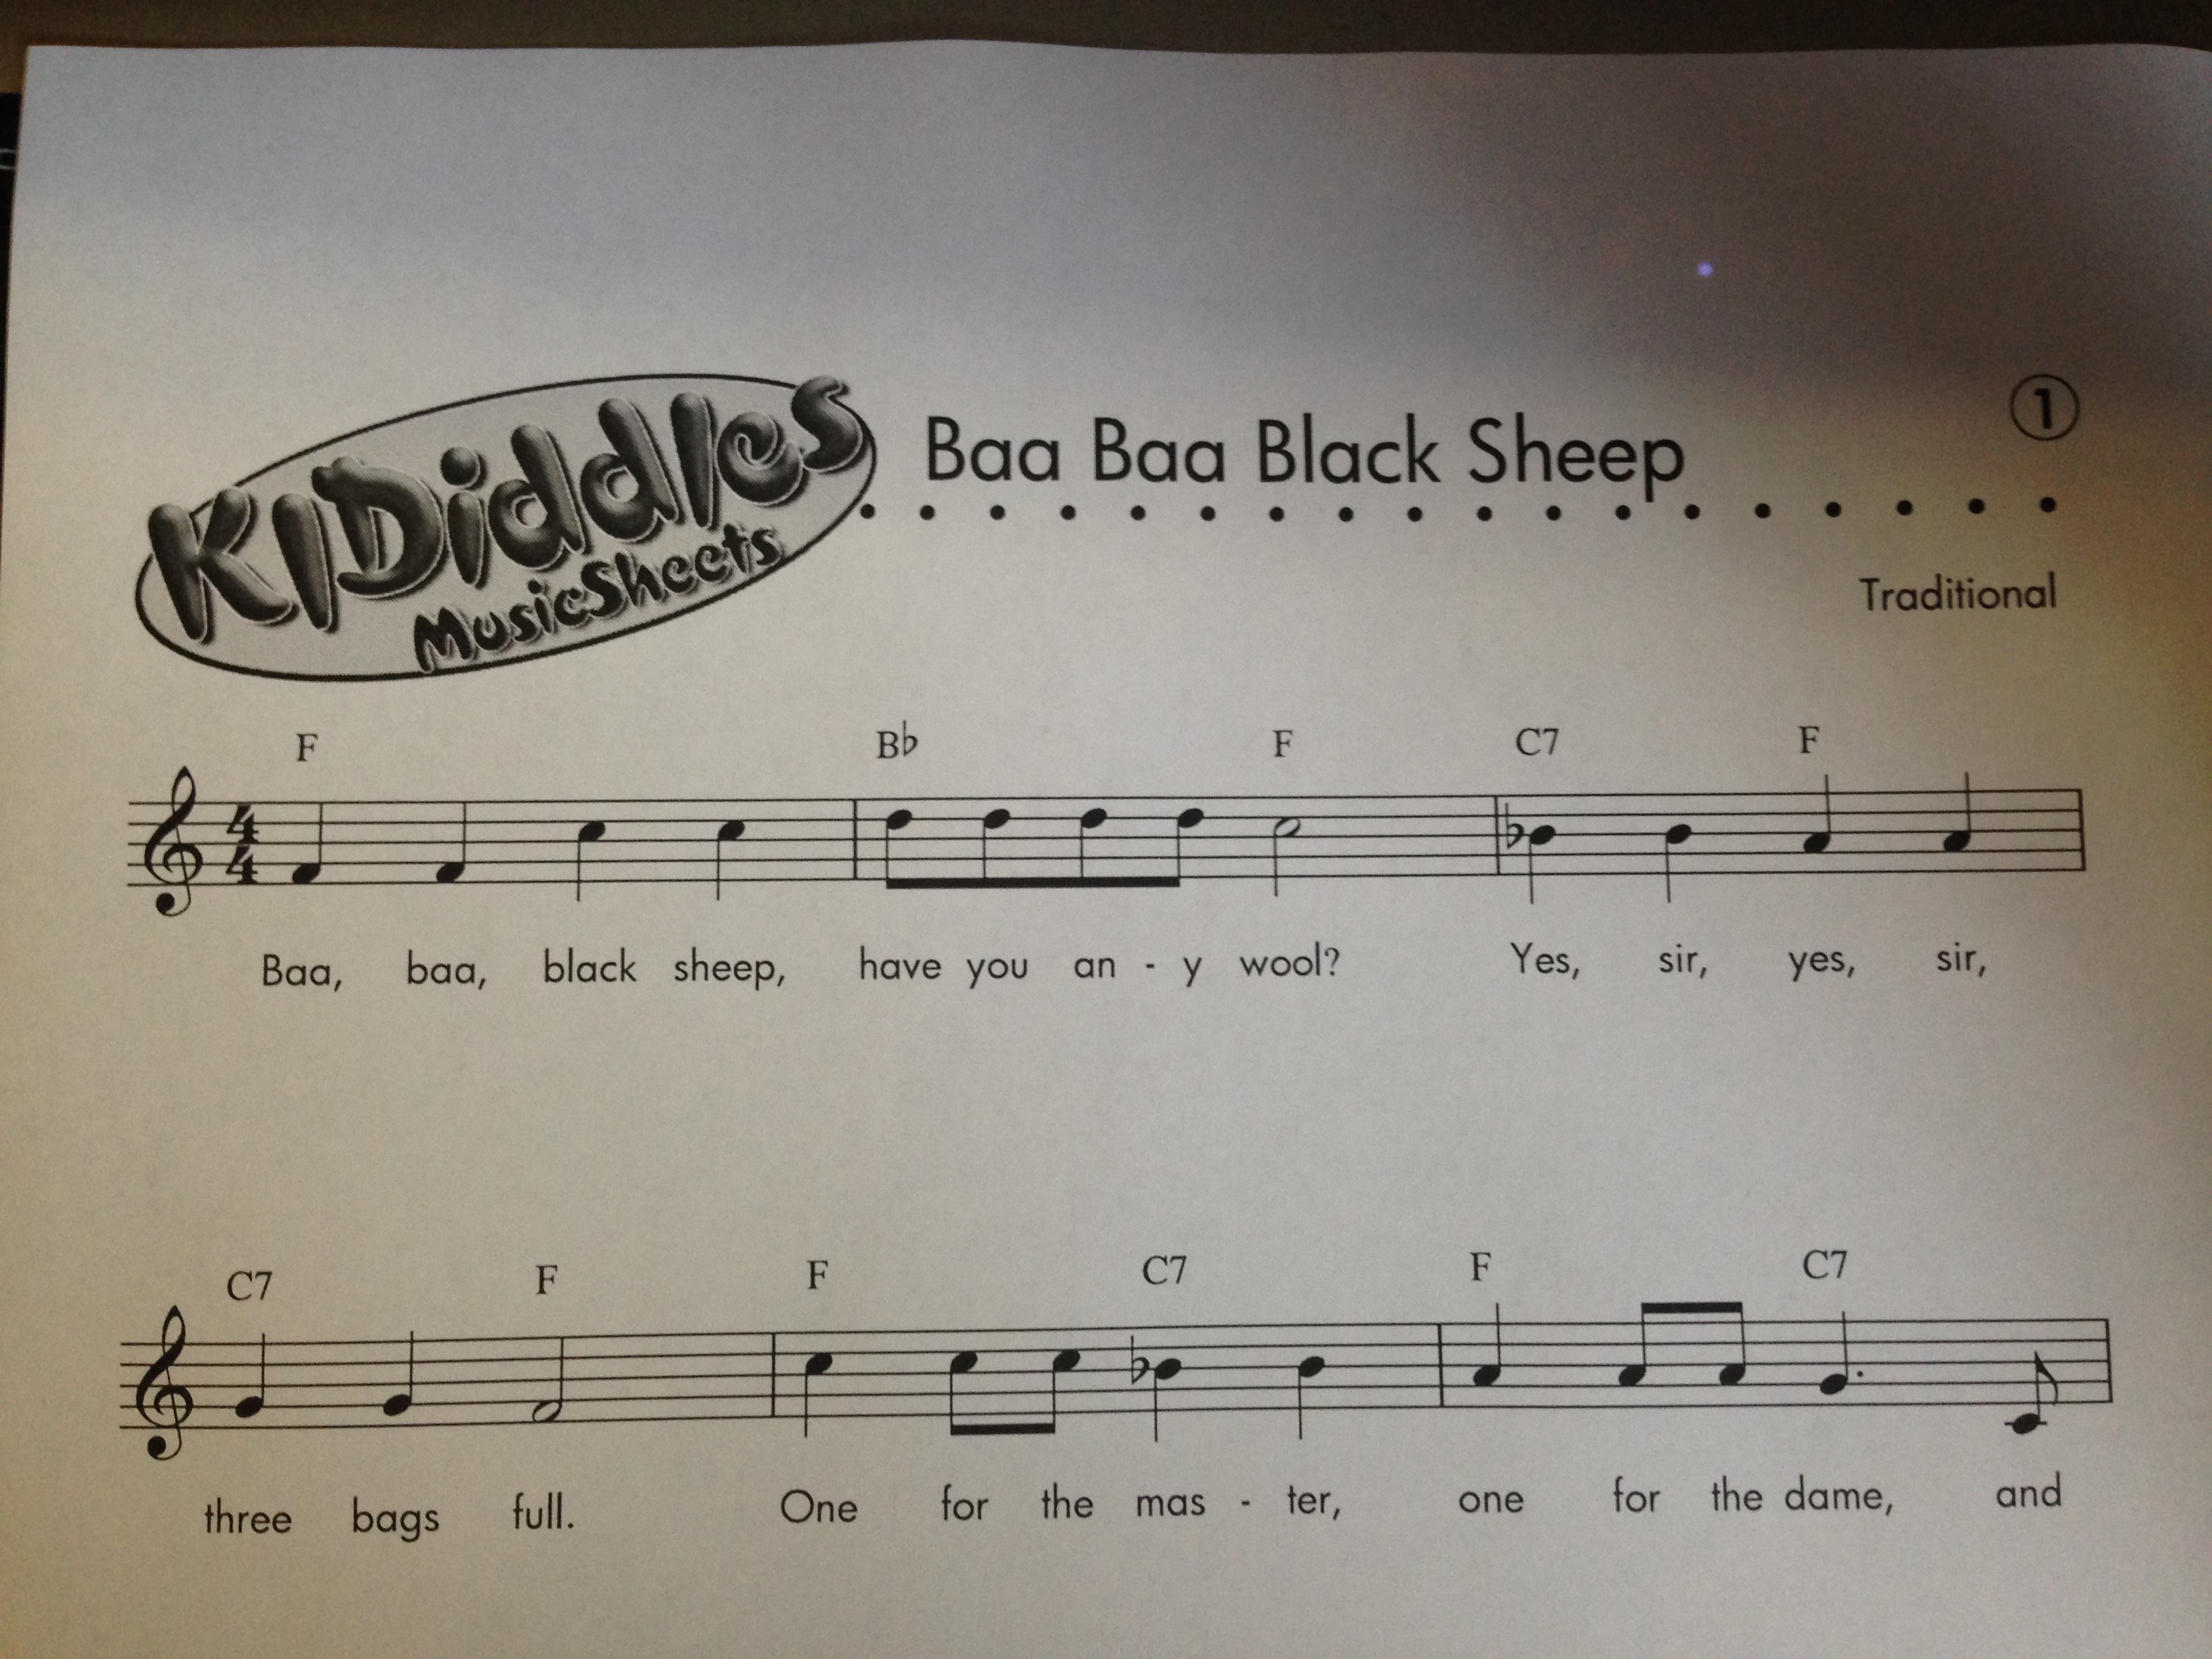 KIDiddles
MusicSheets
Baa Baa Black Sheep
1
Traditional
F B♭ F C7 F
4
4
Baa, baa, black sheep, have you an - y wool? Yes, sir, yes, sir,
C7 F F C7 F C7
three bags full. One for the mas - ter, one for the dame, and